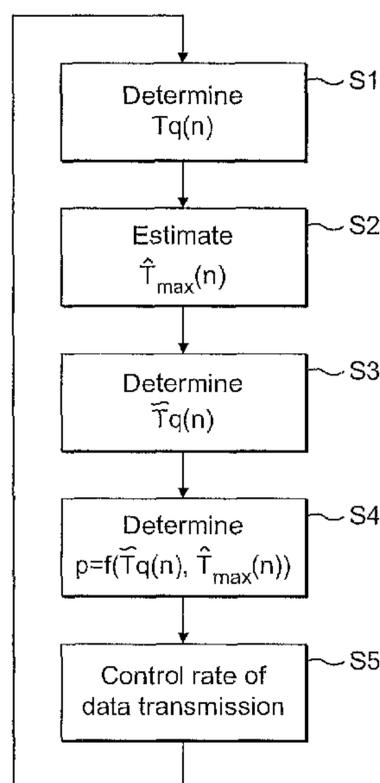 S1
Determine
Tq(n)
S2
Estimate
T̂max(n)
S3
Determine
T̃q(n)
S4
Determine
p=f(T̃q(n), T̂max(n))
S5
Control rate of
data transmission